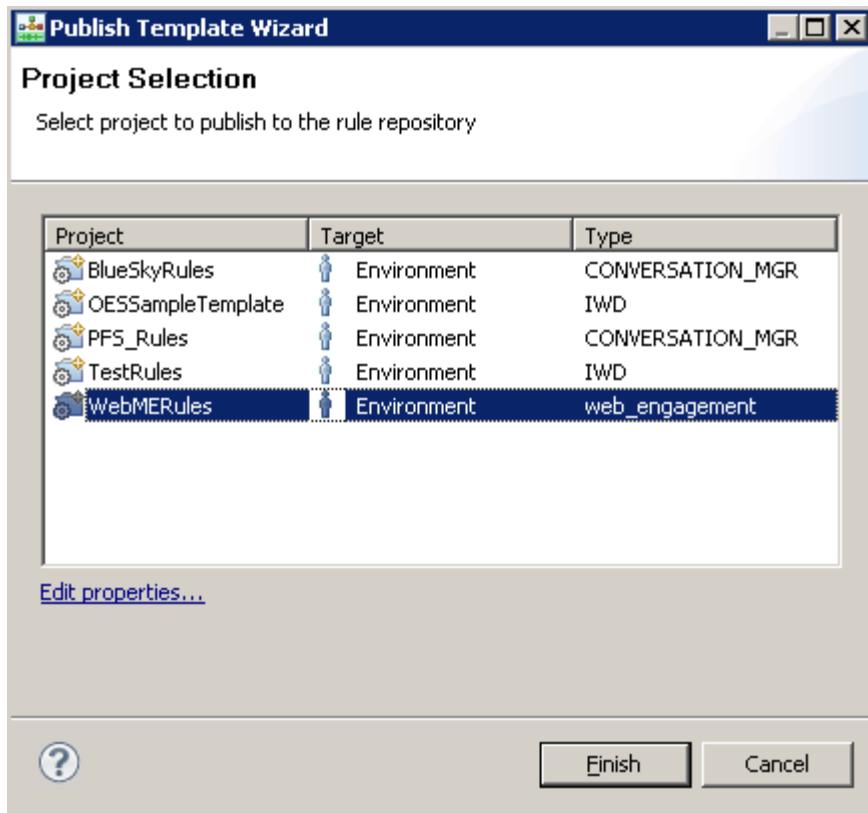 Publish Template Wizard
Project Selection
Select project to publish to the rule repository
Project Target Type
BlueSkyRules Environment CONVERSATION_MGR
OESSampleTemplate Environment IWD
PFS_Rules Environment CONVERSATION_MGR
TestRules Environment IWD
WebMERules Environment web_engagement
Edit properties...
? Finish Cancel